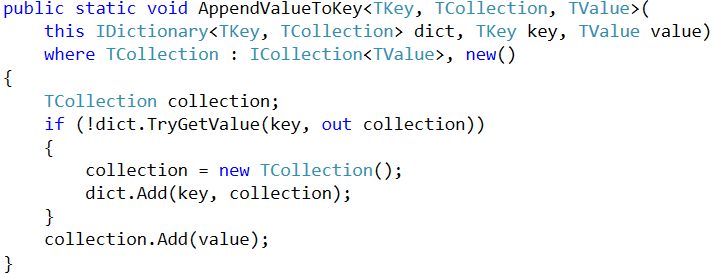 public static void AppendValueToKey<TKey, TCollection, TValue>(
    this IDictionary<TKey, TCollection> dict, TKey key, TValue value)
    where TCollection : ICollection<TValue>, new()
{
    TCollection collection;
    if (!dict.TryGetValue(key, out collection))
    {
        collection = new TCollection();
        dict.Add(key, collection);
    }
    collection.Add(value);
}